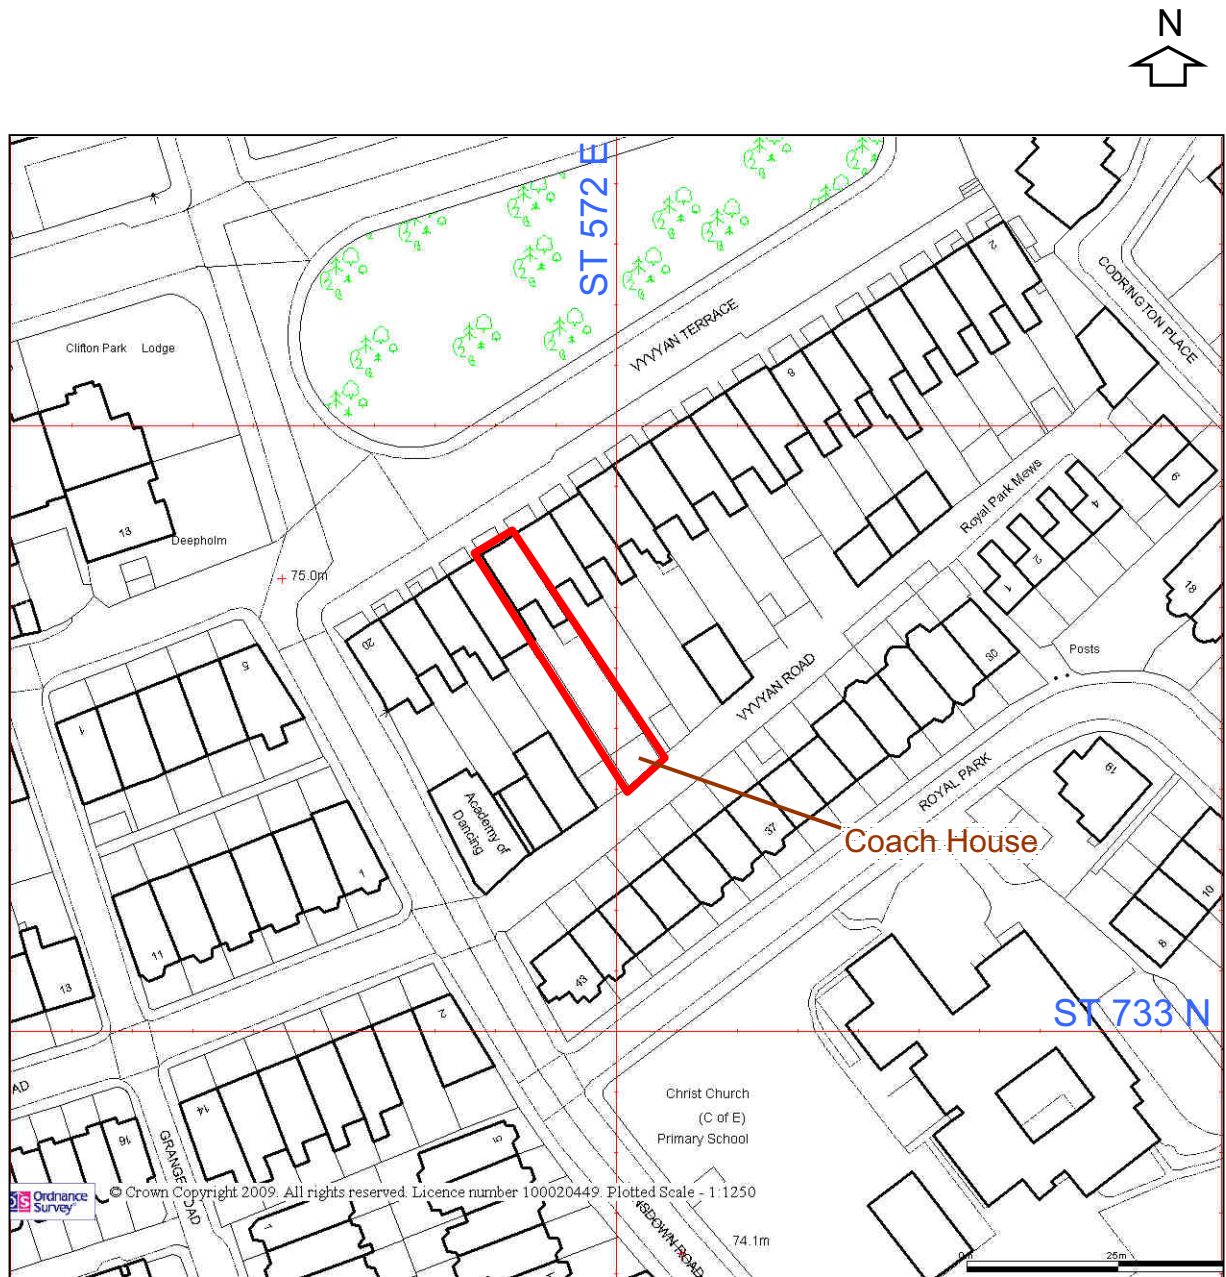 N
ST 572 E
Clifton Park Lodge
VYVYAN TERRACE
CODRINGTON PLACE
2
8
13
Deepholm
75.0m
Royal Park Mews
4
6
2
1
18
20
5
1
VYVYAN ROAD
30
Posts
ROYAL PARK
19
Academy of
Dancing
37
Coach House
1
11
13
43
10
8
ST 733 N
2
14
Christ Church
(C of E)
Primary School
AD
16
GRANGE ROAD
5
1
Ordnance
Survey
© Crown Copyright 2009. All rights reserved. Licence number 100020449. Plotted Scale - 1:1250
SDOWN ROAD
74.1m
0m
25m